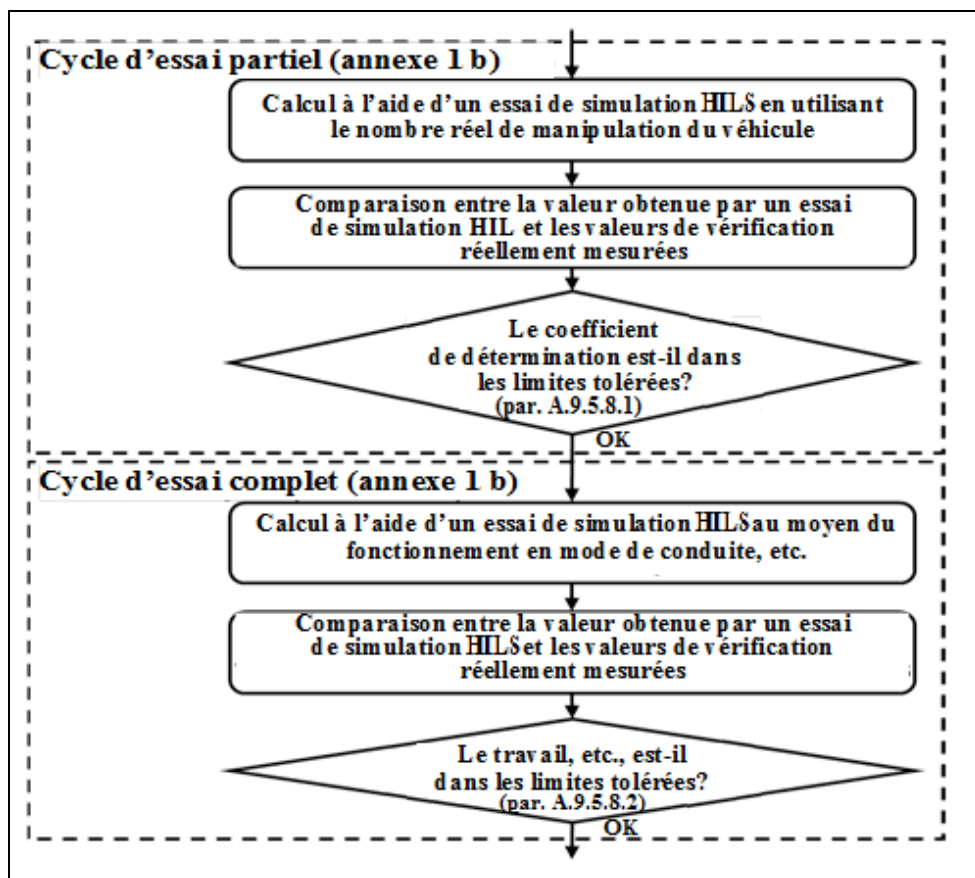 Cycle d'essai partiel (annexe 1 b)
Calcul à l'aide d'un essai de simulation HILS en utilisant
le nombre réel de manipulation du véhicule
Comparaison entre la valeur obtenue par un essai
de simulation HIL et les valeurs de vérification
réellement mesurées
Le coefficient
de détermination est-il dans
les limites tolérées?
(par. A.9.5.8.1)
OK
Cycle d'essai complet (annexe 1 b)
Calcul à l'aide d'un essai de simulation HILS au moyen du
fonctionnement en mode de conduite, etc.
Comparaison entre la valeur obtenue par un essai
de simulation HILS et les valeurs de vérification
réellement mesurées
Le travail, etc., est-il
dans les limites tolérées?
(par. A.9.5.8.2)
OK